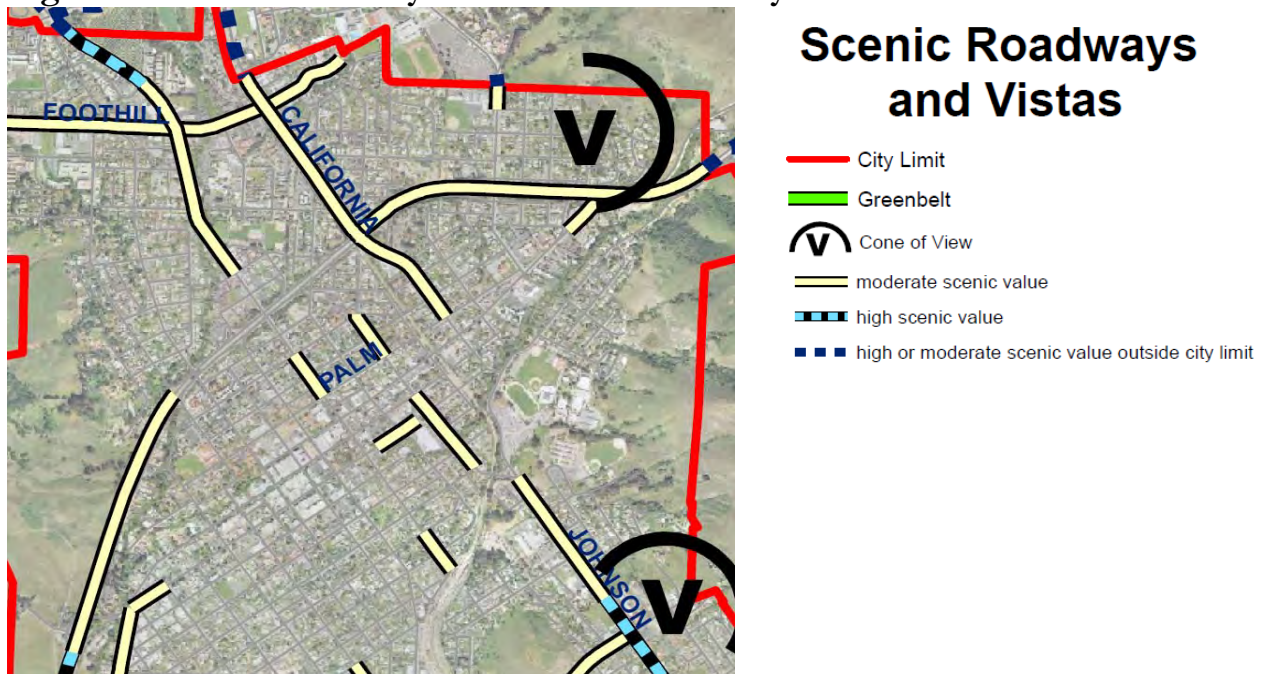 Scenic Roadways
and Vistas
City Limit
Greenbelt
V Cone of View
moderate scenic value
high scenic value
high or moderate scenic value outside city limit
FOOTHILL
CALIFORNIA
V
PALM
JOHNSON
V